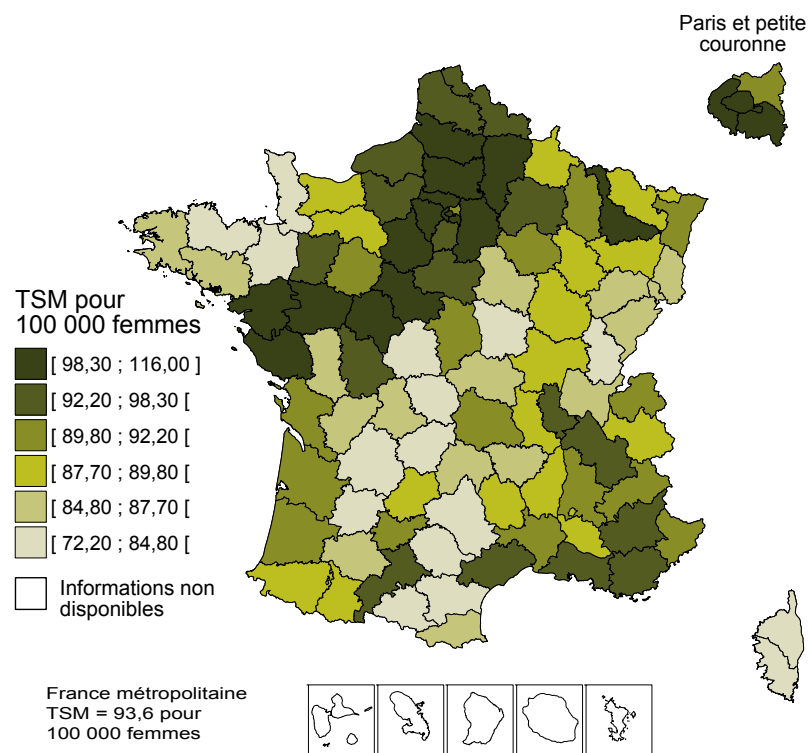 Paris et petite
couronne
TSM pour
100 000 femmes
[ 98,30 ; 116,00 ]
[ 92,20 ; 98,30 [
[ 89,80 ; 92,20 [
[ 87,70 ; 89,80 [
[ 84,80 ; 87,70 [
[ 72,20 ; 84,80 [
Informations non
disponibles
France métropolitaine
TSM = 93,6 pour
100 000 femmes